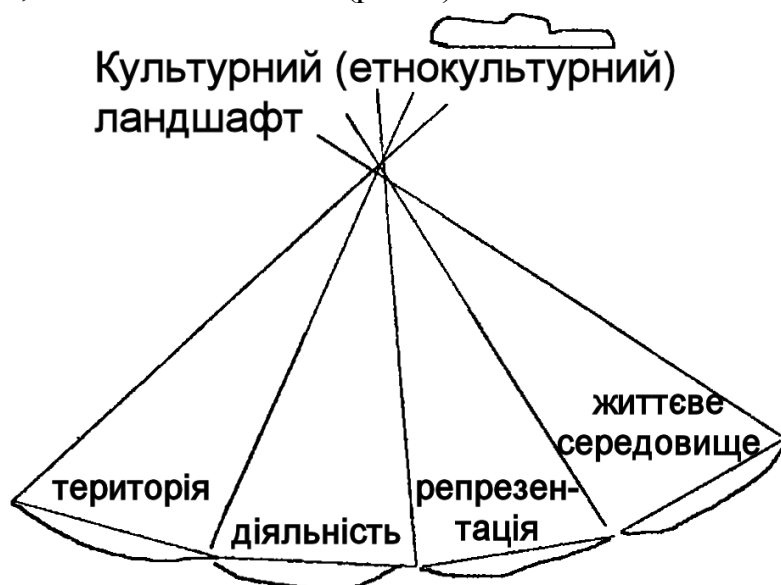 Культурний (етнокультурний)
ландшафт
життєве
середовище
територія
репрезен-
тація
діяльність